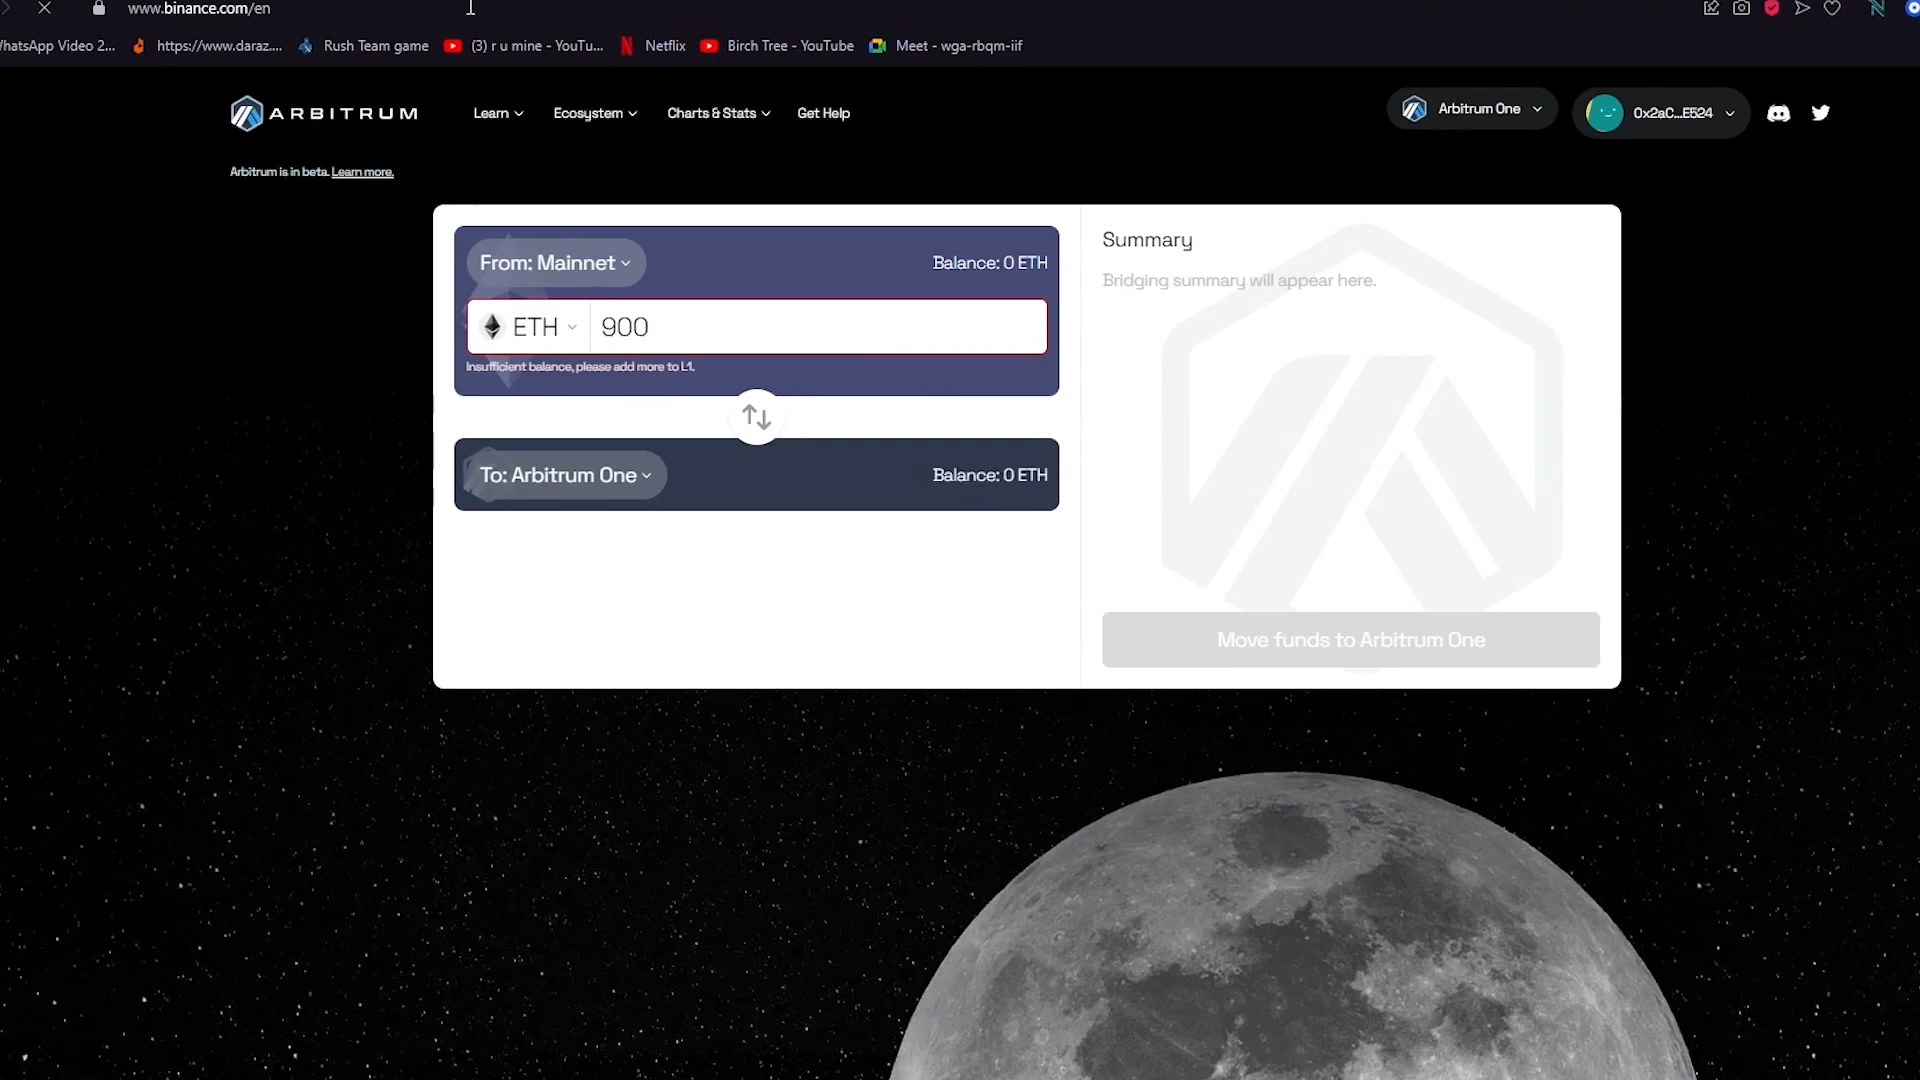 www.binance.com/en
WhatsApp Video 2... https://www.daraz.... Rush Team game (3) r u mine - YouTu... Netflix Birch Tree - YouTube Meet - wga-rbqm-iif
ARBITRUM Learn Ecosystem Charts & Stats Get Help Arbitrum One 0x2aC...E524
Arbitrum is in beta. Learn more.
From: Mainnet Balance: 0 ETH
ETH 900
Insufficient balance, please add more to L1.
To: Arbitrum One Balance: 0 ETH
Summary
Bridging summary will appear here.
Move funds to Arbitrum One